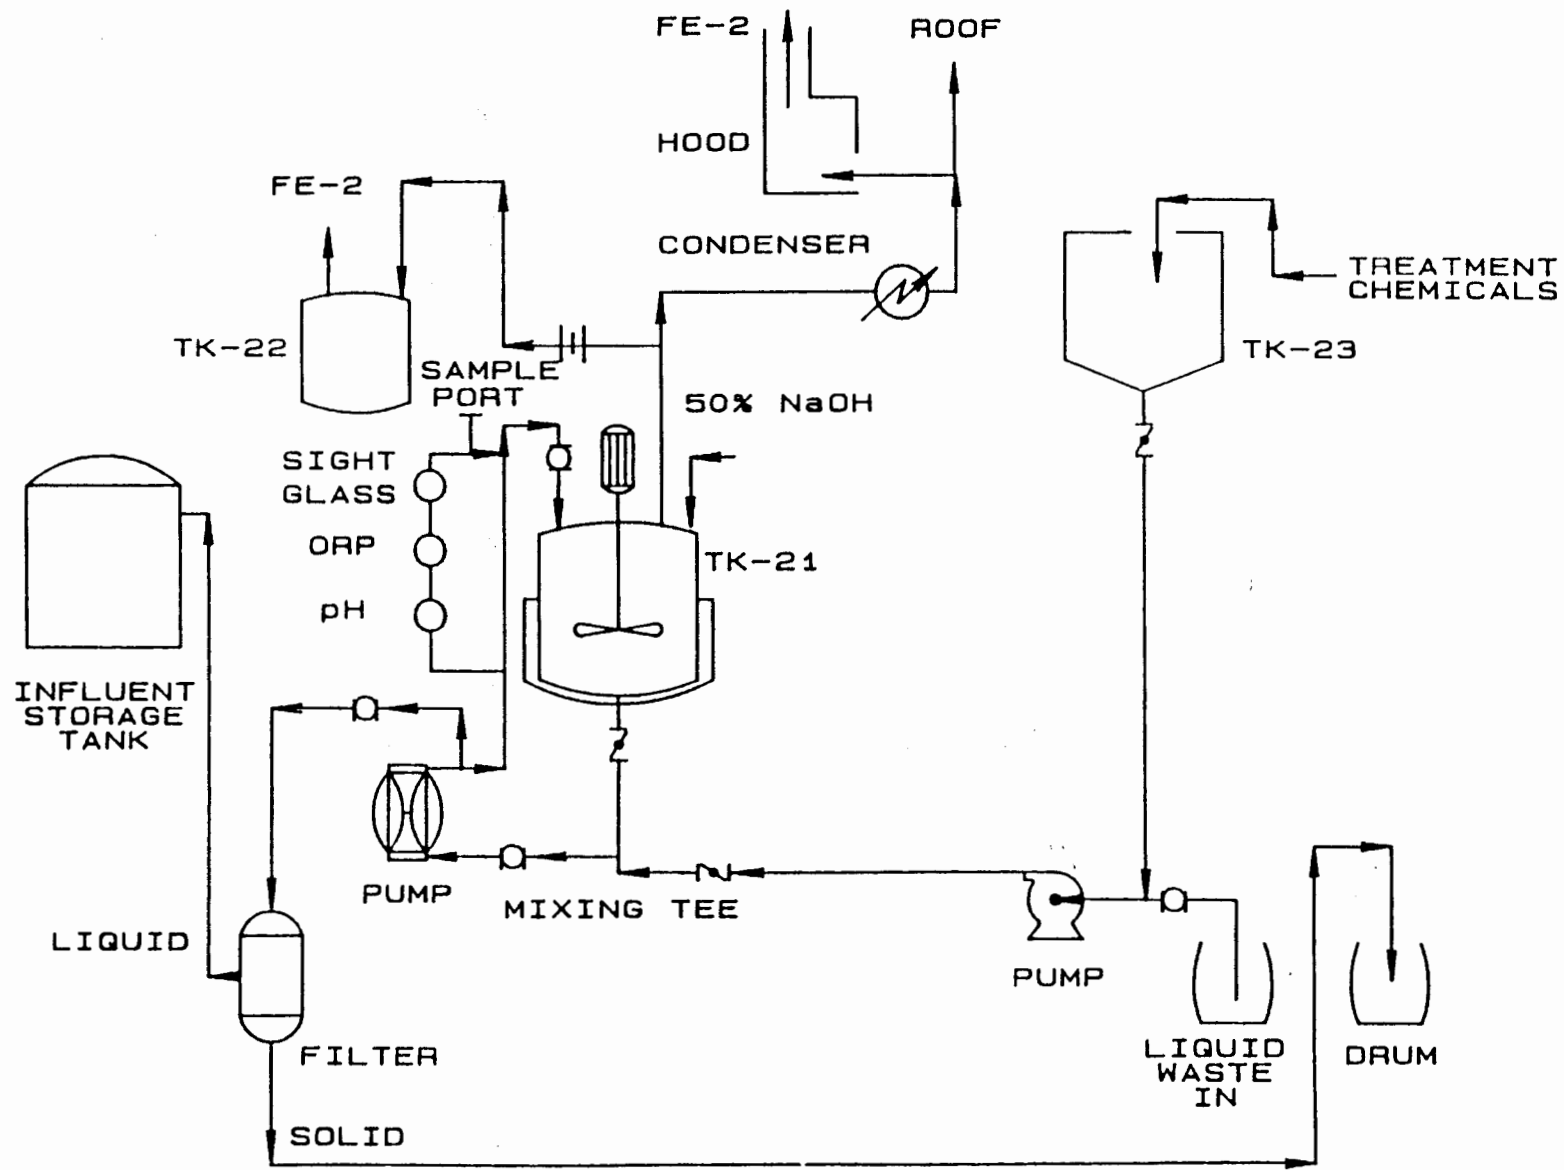 FE-2
ROOF
HOOD
FE-2
CONDENSER
TREATMENT
CHEMICALS
TK-22
TK-23
SAMPLE
PORT
50% NaOH
SIGHT
GLASS
ORP
TK-21
pH
INFLUENT
STORAGE
TANK
PUMP
MIXING TEE
LIQUID
PUMP
FILTER
LIQUID
WASTE
IN
DRUM
SOLID